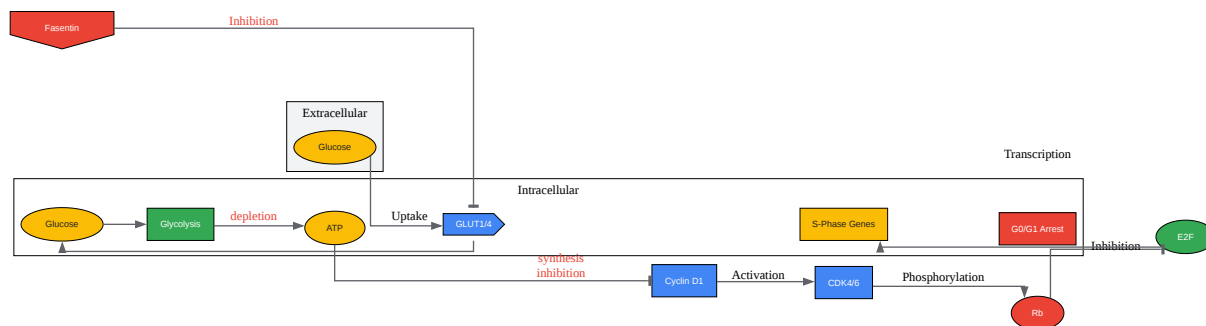 Fasentin
Inhibition
Extracellular
Glucose
Transcription
Intracellular
Glucose
Glycolysis
depletion
ATP
Uptake
GLUT1/4
S-Phase Genes
G0/G1 Arrest
E2F
Inhibition
synthesis
inhibition
Cyclin D1
Activation
CDK4/6
Phosphorylation
Rb